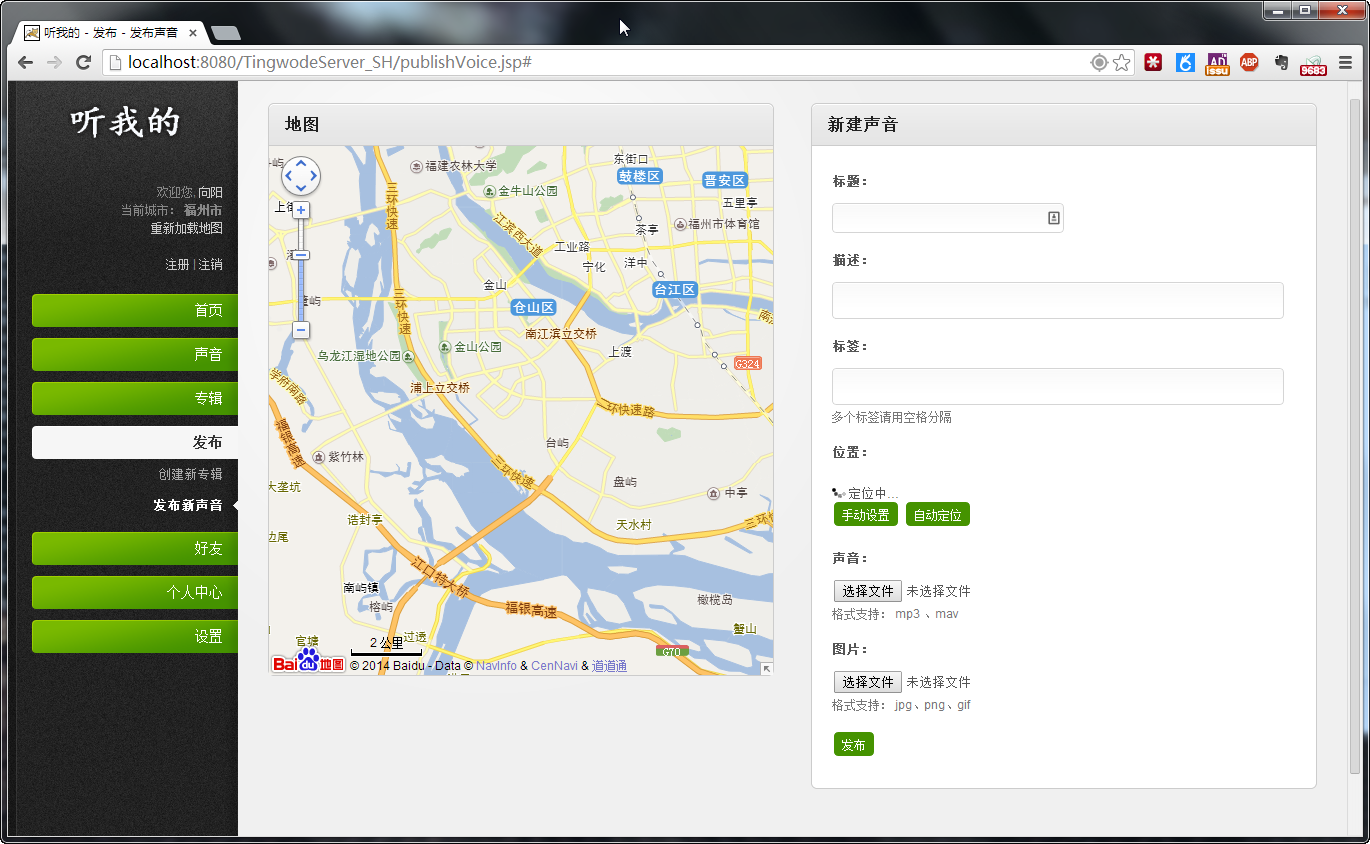 听我的 - 发布 - 发布声音
localhost:8080/TingwodeServer_SH/publishVoice.jsp#
ABP
9683
听我的
欢迎您,向阳
当前城市： 福州市
重新加载地图
注册 | 注销
首页
声音
专辑
发布
创建新专辑
发布新声音
好友
个人中心
设置
地图
福建农林大学
东街口
鼓楼区
晋安区
金牛山公园
五里亭
三环快速
江滨西大道
茶亭
福州市体育馆
工业路
宁化
洋中
金山
台江区
仓山区
三环快速
南江滨立交桥
金山公园
上渡
乌龙江湿地公园
G324
浦上立交桥
学府南路
二环快速路
福银高速
台屿
紫竹林
三环快速
盘屿
中亭
大垄坑
诰封亭
天水村
三环快
边尾
江口特大桥
南屿镇
榕屿
福银高速
橄榄岛
蟹山
官塘
2 公里
过透
G70
Bai du 地图
© 2014 Baidu - Data © NavInfo & CenNavi & 道道通
新建声音
标题：
描述：
标签：
多个标签请用空格分隔
位置：
定位中...
手动设置
自动定位
声音：
选择文件 未选择文件
格式支持： mp3 、mav
图片：
选择文件 未选择文件
格式支持： jpg、png、gif
发布